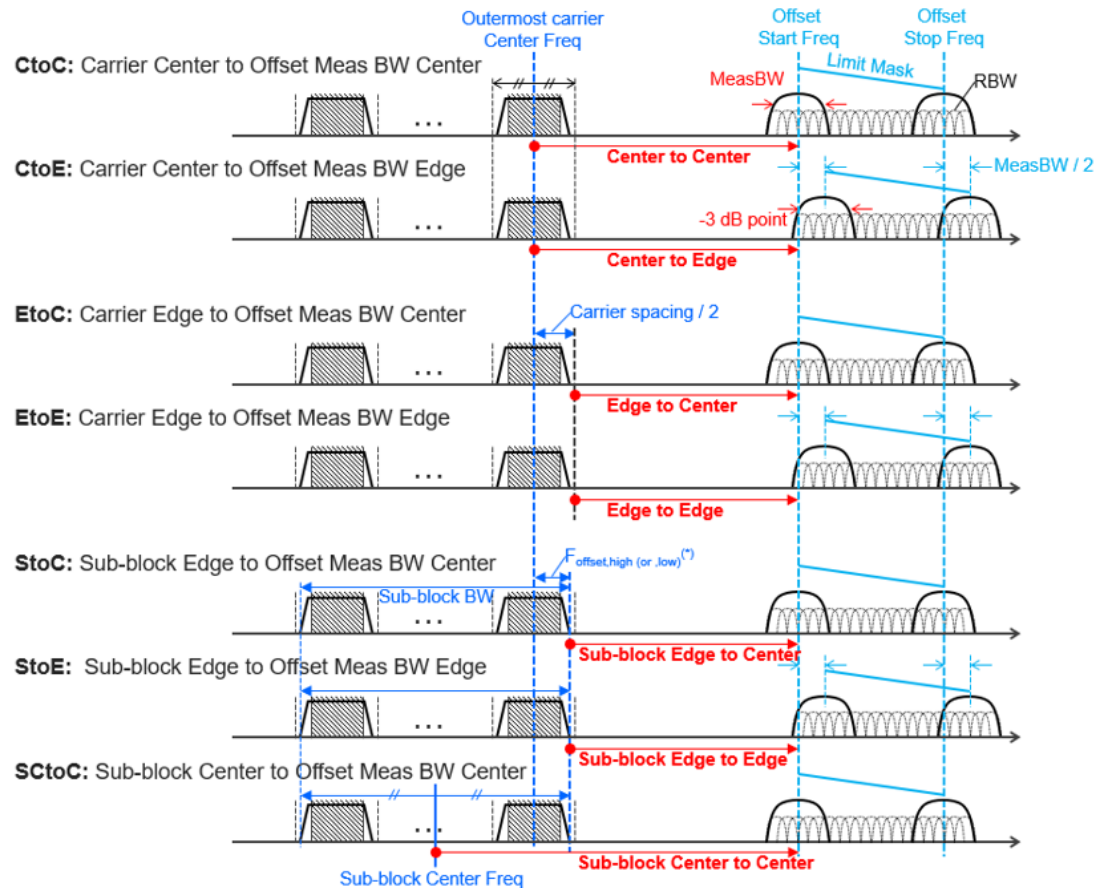 Outermost carrier
Center Freq
Offset
Start Freq
Offset
Stop Freq
CtoC: Carrier Center to Offset Meas BW Center
MeasBW
Limit Mask
RBW
Center to Center
CtoE: Carrier Center to Offset Meas BW Edge
MeasBW / 2
-3 dB point
Center to Edge
EtoC: Carrier Edge to Offset Meas BW Center
Carrier spacing / 2
Edge to Center
EtoE: Carrier Edge to Offset Meas BW Edge
Edge to Edge
StoC: Sub-block Edge to Offset Meas BW Center
Foffset,high (or ,low)(*)
Sub-block BW
Sub-block Edge to Center
StoE: Sub-block Edge to Offset Meas BW Edge
Sub-block Edge to Edge
SCtoC: Sub-block Center to Offset Meas BW Center
Sub-block Center to Center
Sub-block Center Freq